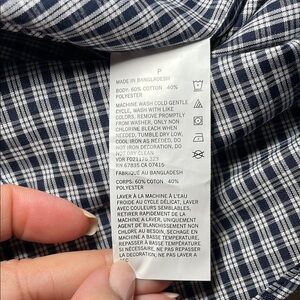 P
MADE IN BANGLADESH
BODY: 60% COTTON 40%
POLYESTER
MACHINE WASH COLD GENTLE
CYCLE, WASH WITH LIKE
COLORS, REMOVE PROMPTLY
FROM WASHER, ONLY NON
CHLORINE BLEACH WHEN
NEEDED, TUMBLE DRY LOW,
COOL IRON AS NEEDED, DO
NOT IRON DECORATION, DO
NOT DRY CLEAN
VDR F021176 323
RN 67835 CA 07415
FABRIQUÉ AU BANGLADESH
CORPS: 60% COTON 40%
POLYESTER
LAVER À LA MACHINE À L'EAU
FROIDE AU CYCLE DÉLICAT, LAVER
AVEC COULEURS SEMBLABLES,
RETIRER RAPIDEMENT DE LA
LAVEUR, UNIQUEMENT
AGENT DE BLANCHISSEMENT NON
CHLORÉ AU BESOIN, SÉCHAGE EN
MACHINE À BASSE TEMPÉRATURE,
REPASSER À BASSE TEMPÉRATURE
SI NÉCESSAIRE, NE PAS REPASSER
LA DECORATION, NE PAS LAVER A